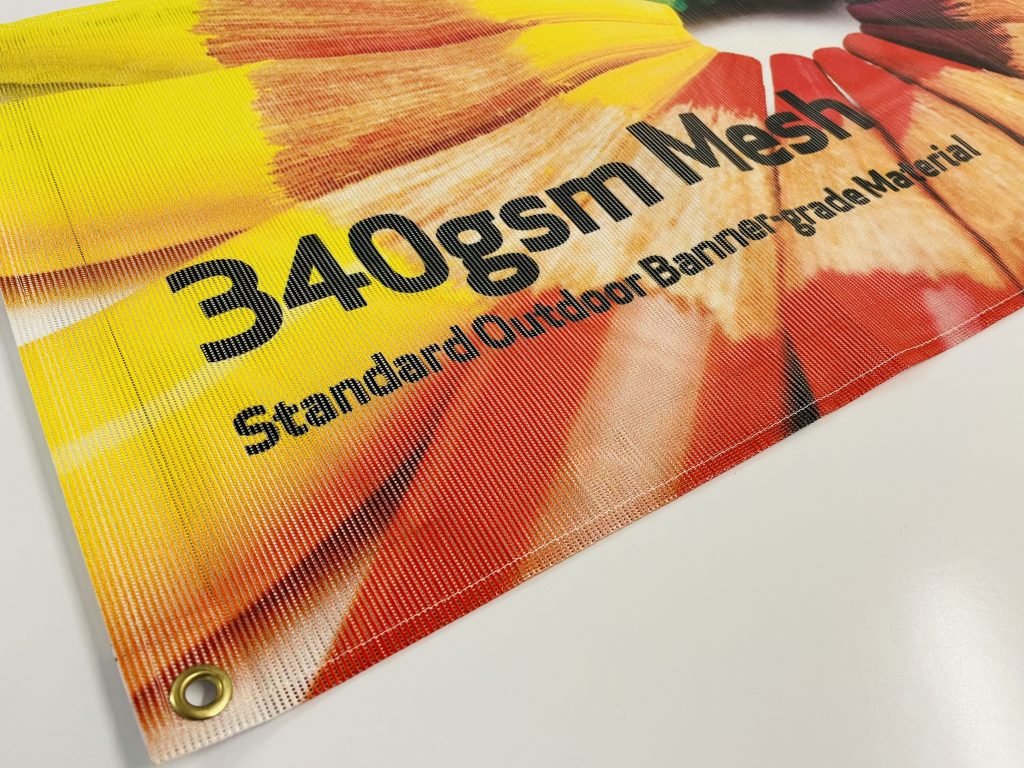 340gsm Mesh
Standard Outdoor Banner-grade Material